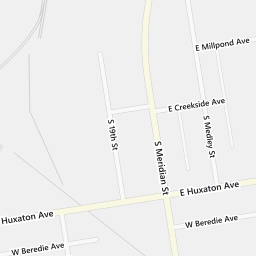 E Millpond Ave
E Creekside Ave
S 19th St
S Medley St
S Meridian St
E Huxaton Ave
Huxaton Ave
W Beredie Ave
W Beredie Ave